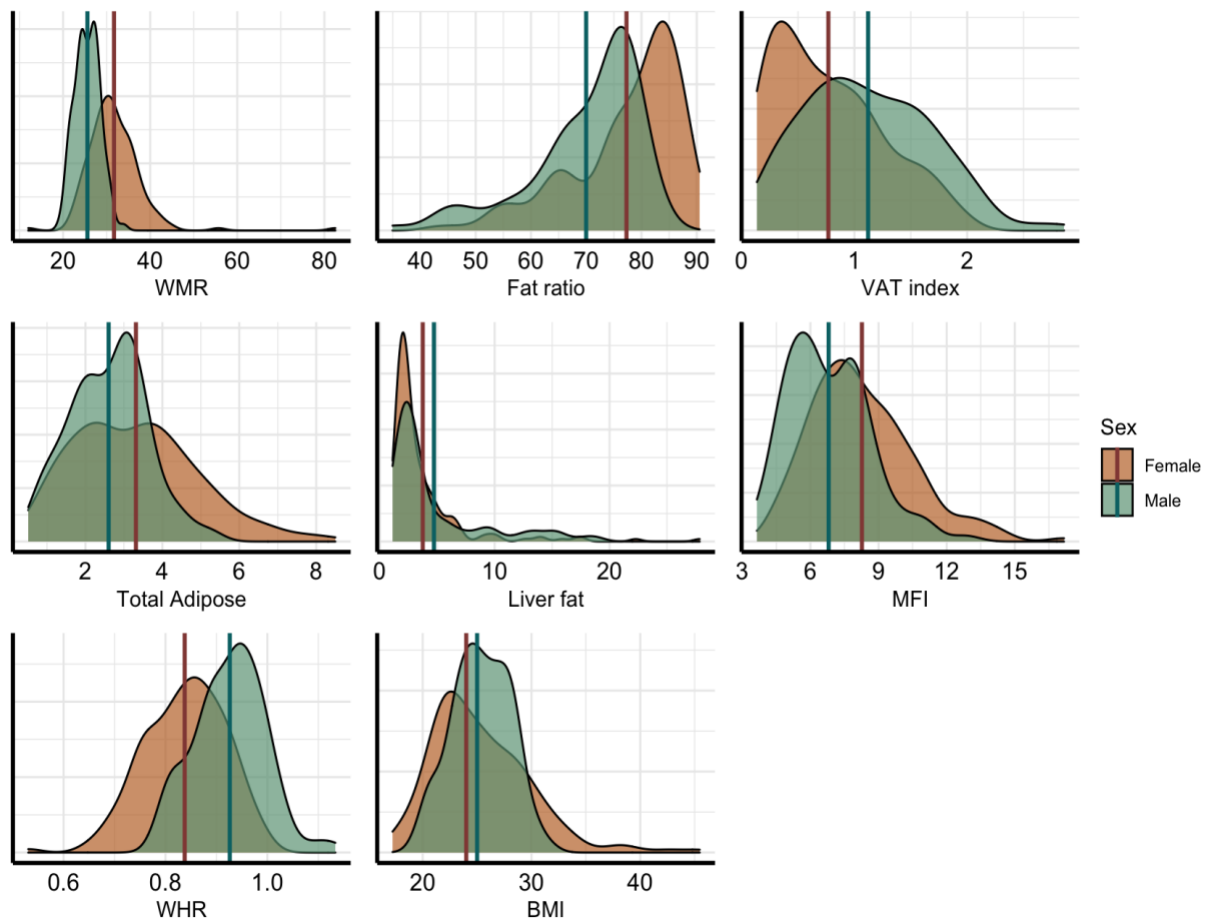 20 40 60 80
WMR
40 50 60 70 80 90
Fat ratio
0 1 2
VAT index
2 4 6 8
Total Adipose
0 10 20
Liver fat
3 6 9 12 15
MFI
Sex
Female
Male
0.6 0.8 1.0
WHR
20 30 40
BMI